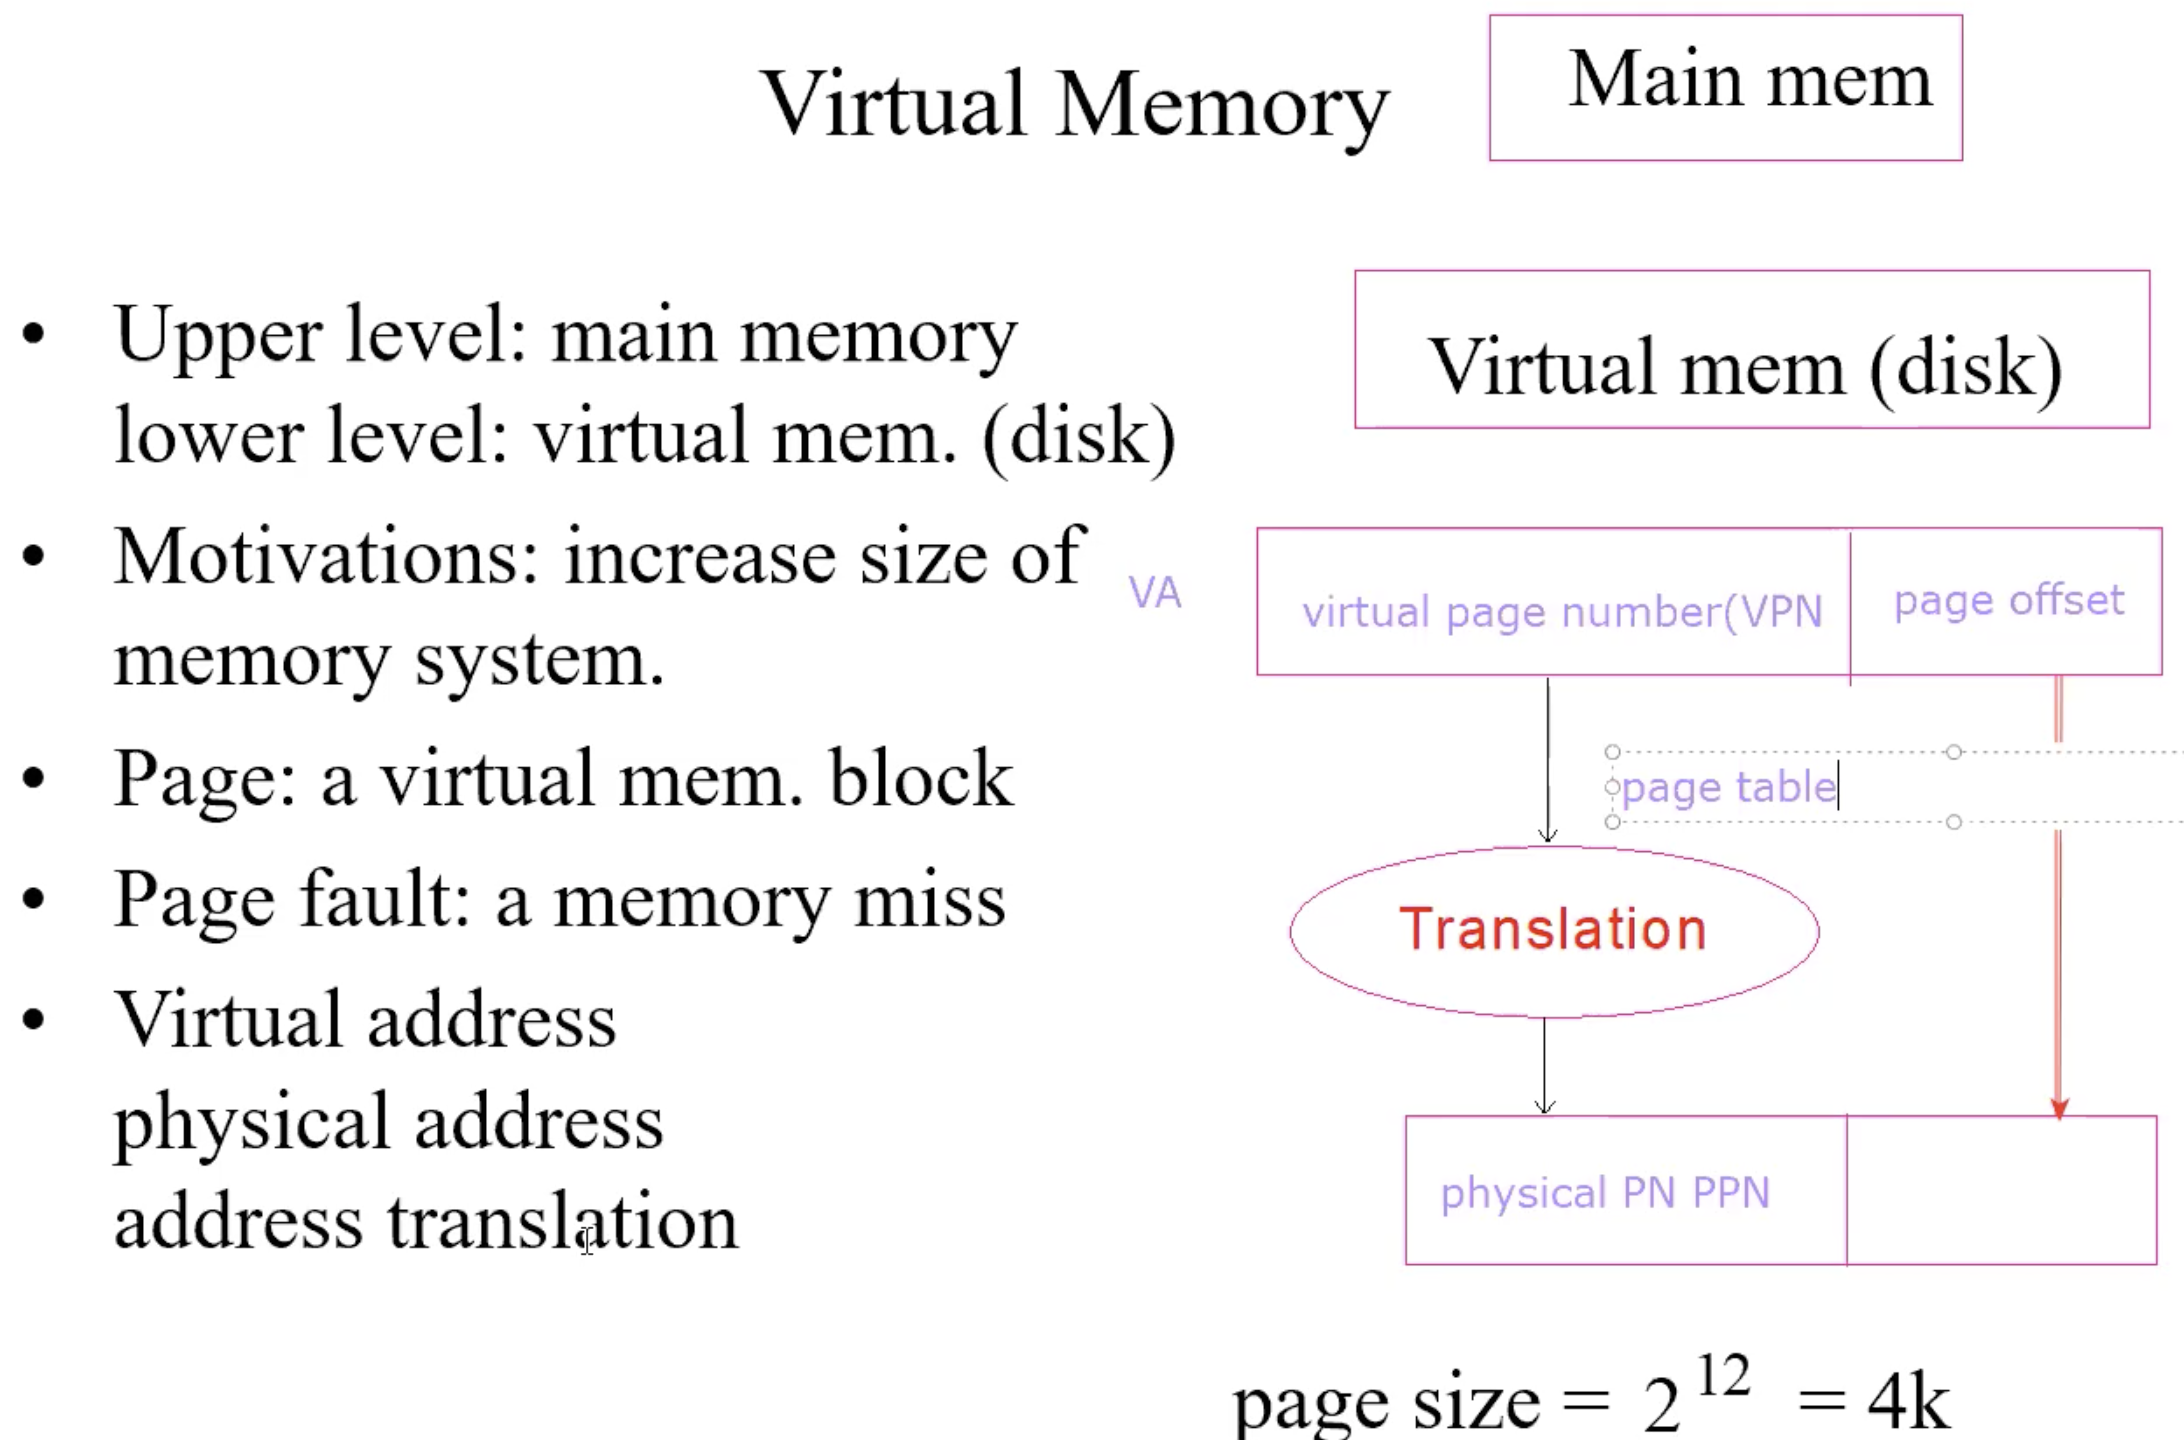 Virtual Memory
Main mem
• Upper level: main memory
lower level: virtual mem. (disk)
• Motivations: increase size of
memory system.
• Page: a virtual mem. block
• Page fault: a memory miss
• Virtual address
physical address
address translation
Virtual mem (disk)
VA
virtual page number(VPN
page offset
page table
Translation
physical PN PPN
page size = 2¹² = 4k